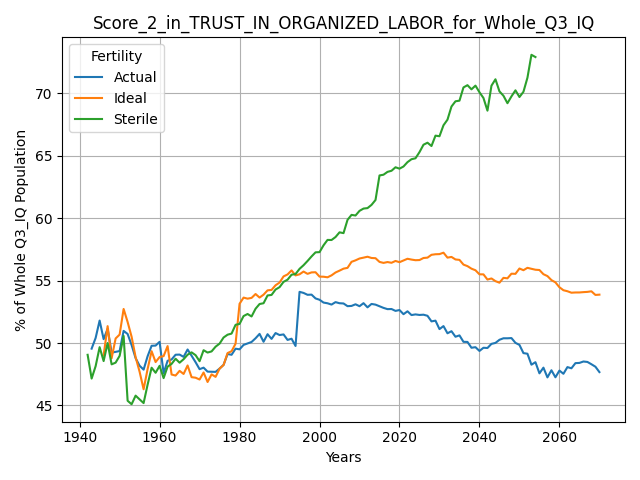 Score_2_in_TRUST_IN_ORGANIZED_LABOR_for_Whole_Q3_IQ
Fertility
Actual
Ideal
Sterile
% of Whole Q3_IQ Population
70
65
60
55
50
45
1940 1960 1980 2000 2020 2040 2060
Years